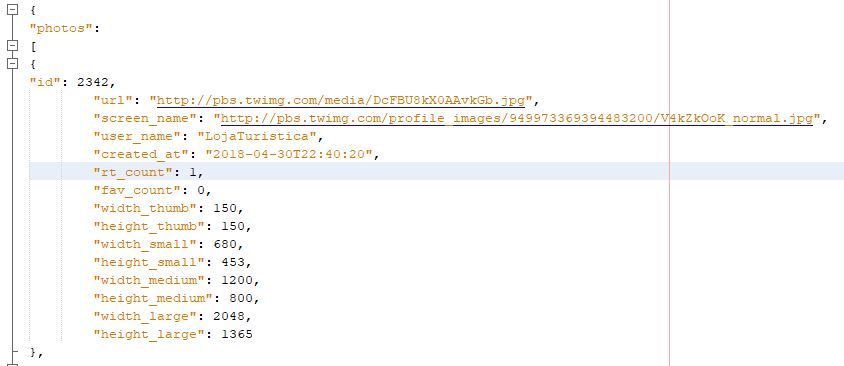 {
"photos":
[
{
"id": 2342,
"url": "http://pbs.twimg.com/media/DcFBU8kX0AAvkGb.jpg",
"screen_name": "http://pbs.twimg.com/profile_images/949973369394483200/V4kZkOoK_normal.jpg",
"user_name": "LojaTuristica",
"created_at": "2018-04-30T22:40:20",
"rt_count": 1,
"fav_count": 0,
"width_thumb": 150,
"height_thumb": 150,
"width_small": 680,
"height_small": 453,
"width_medium": 1200,
"height_medium": 800,
"width_large": 2048,
"height_large": 1365
},